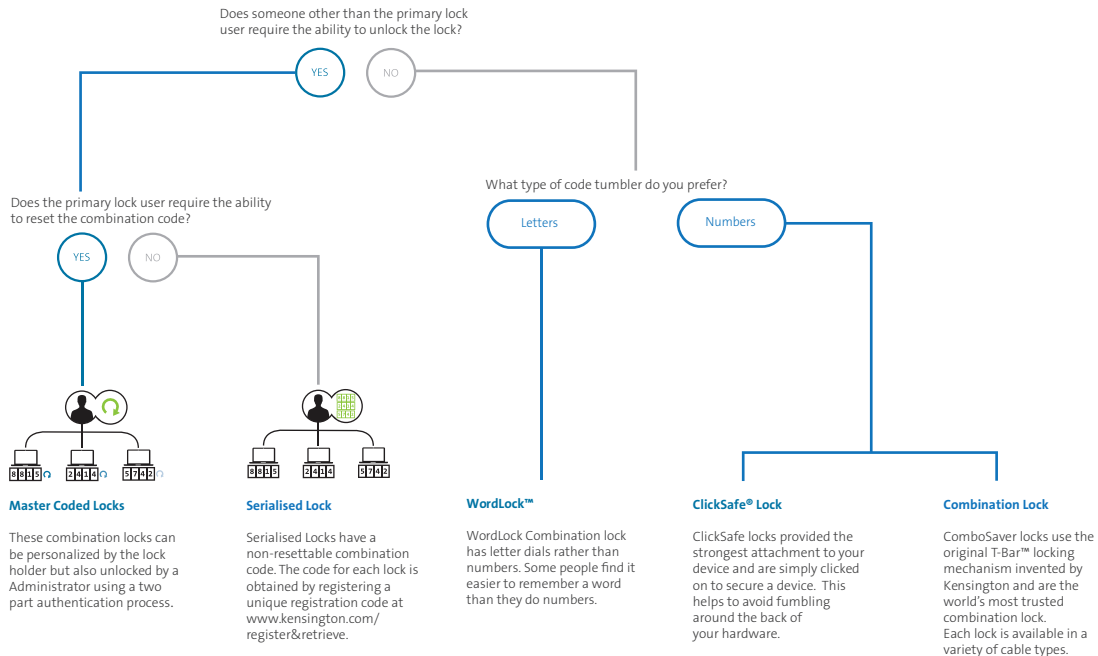 Does someone other than the primary lock
user require the ability to unlock the lock?
YES
NO
What type of code tumbler do you prefer?
Letters
Numbers
Does the primary lock user require the ability
to reset the combination code?
YES
NO
8815
2414
5742
8815
2414
5742
Master Coded Locks
These combination locks can
be personalized by the lock
holder but also unlocked by a
Administrator using a two
part authentication process.
Serialised Lock
Serialised Locks have a
non-resettable combination
code. The code for each lock is
obtained by registering a
unique registration code at
www.kensington.com/
register&retrieve.
WordLock™
WordLock Combination lock
has letter dials rather than
numbers. Some people find it
easier to remember a word
than they do numbers.
ClickSafe® Lock
ClickSafe locks provided the
strongest attachment to your
device and are simply clicked
on to secure a device. This
helps to avoid fumbling
around the back of
your hardware.
Combination Lock
ComboSaver locks use the
original T-Bar™ locking
mechanism invented by
Kensington and are the
world's most trusted
combination lock.
Each lock is available in a
variety of cable types.